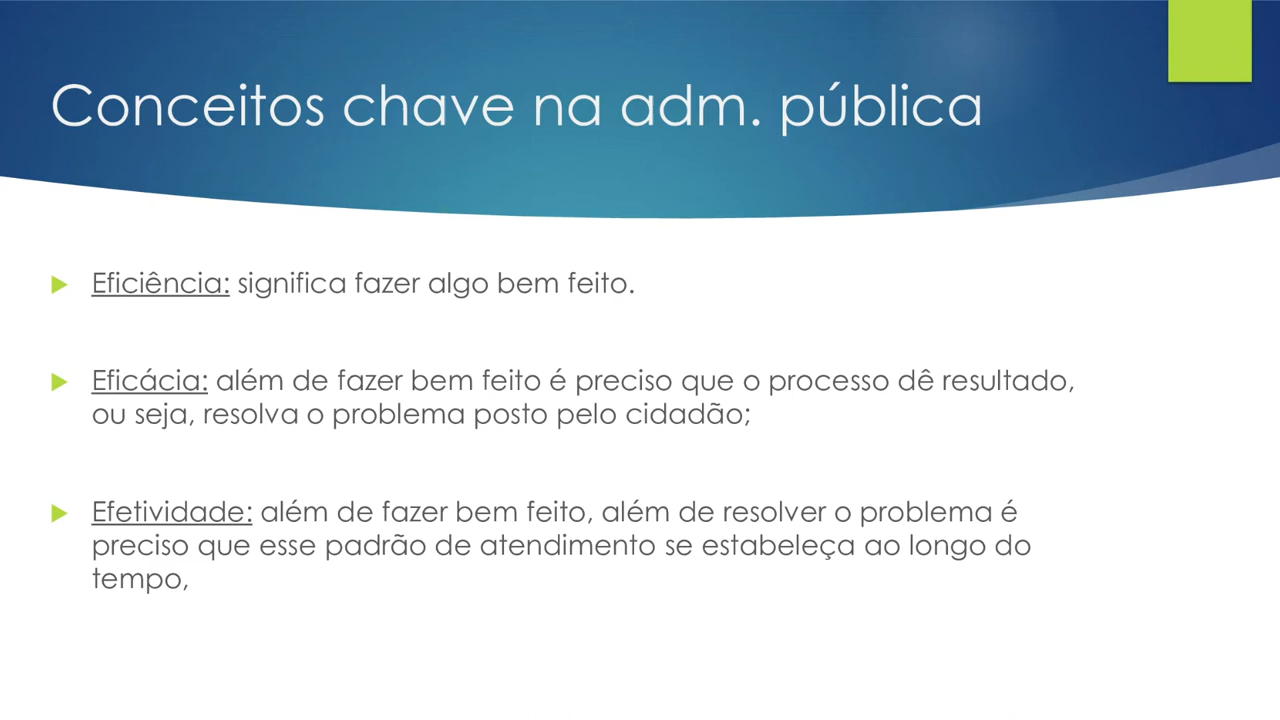 Conceitos chave na adm. pública
Eficiência: significa fazer algo bem feito.
Eficácia: além de fazer bem feito é preciso que o processo dê resultado,
ou seja, resolva o problema posto pelo cidadão;
Efetividade: além de fazer bem feito, além de resolver o problema é
preciso que esse padrão de atendimento se estabeleça ao longo do
tempo,